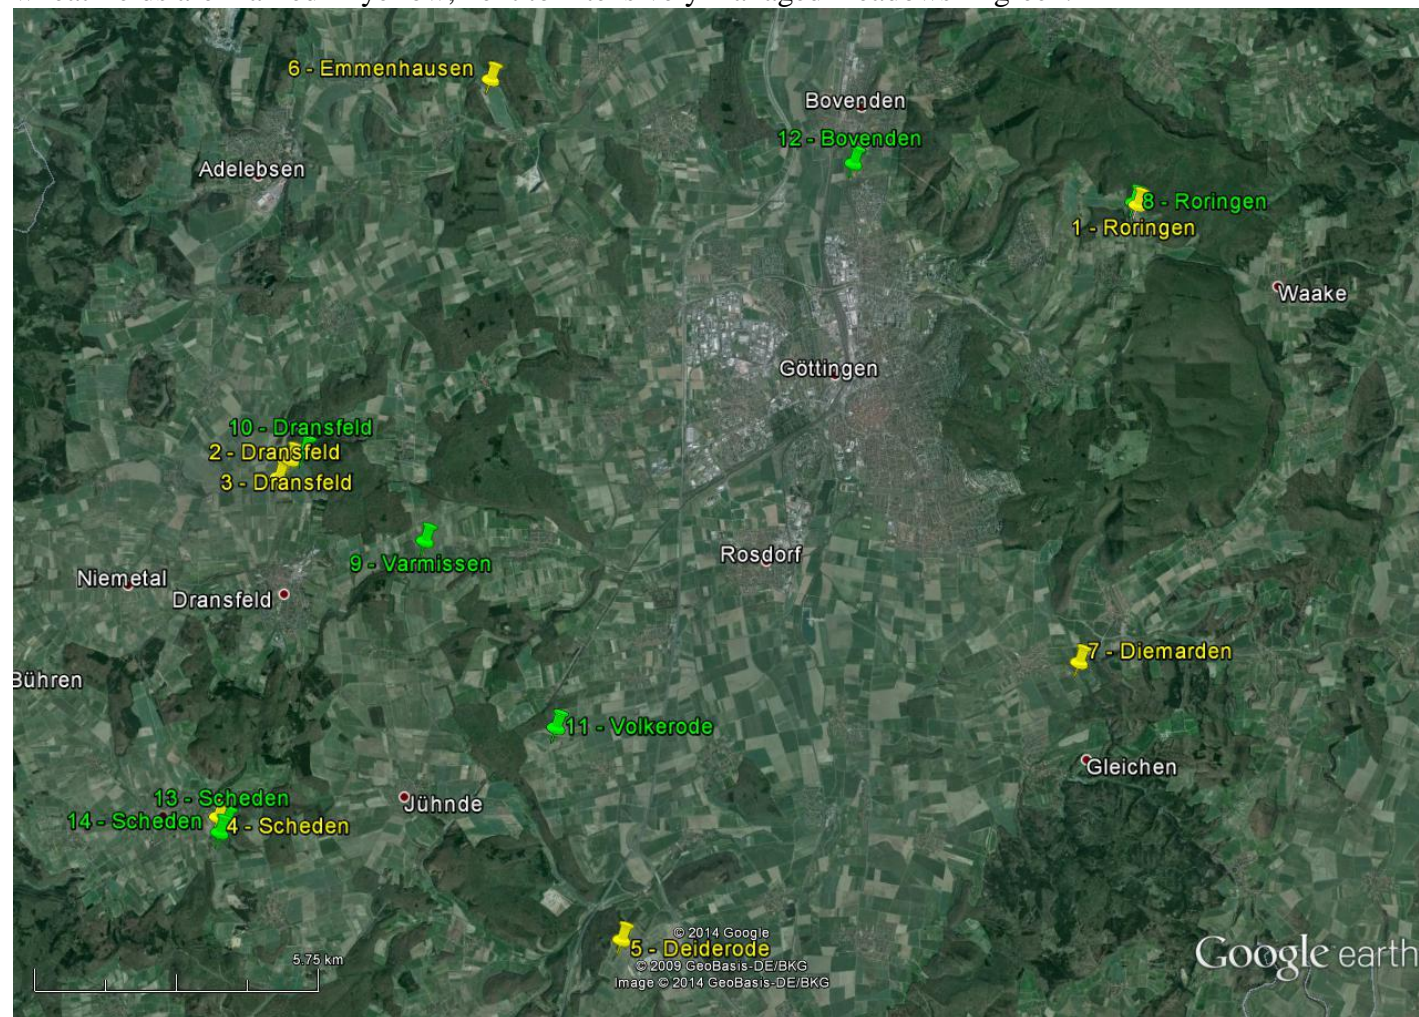 6 - Emmenhausen
Bovenden
12 - Bovenden
Adelebsen
8 - Roringen
1 - Roringen
Waake
Göttingen
10 - Dransfeld
2 - Dransfeld
3 - Dransfeld
9 - Varmissen
Rosdorf
Niemetal
Dransfeld
7 - Diemarden
Bühren
11 - Volkerode
Gleichen
13 - Scheden
Jühnde
14 - Scheden
4 - Scheden
© 2014 Google
5 - Deiderode
© 2009 GeoBasis-DE/BKG
Image © 2014 GeoBasis-DE/BKG
5.75 km
Google earth